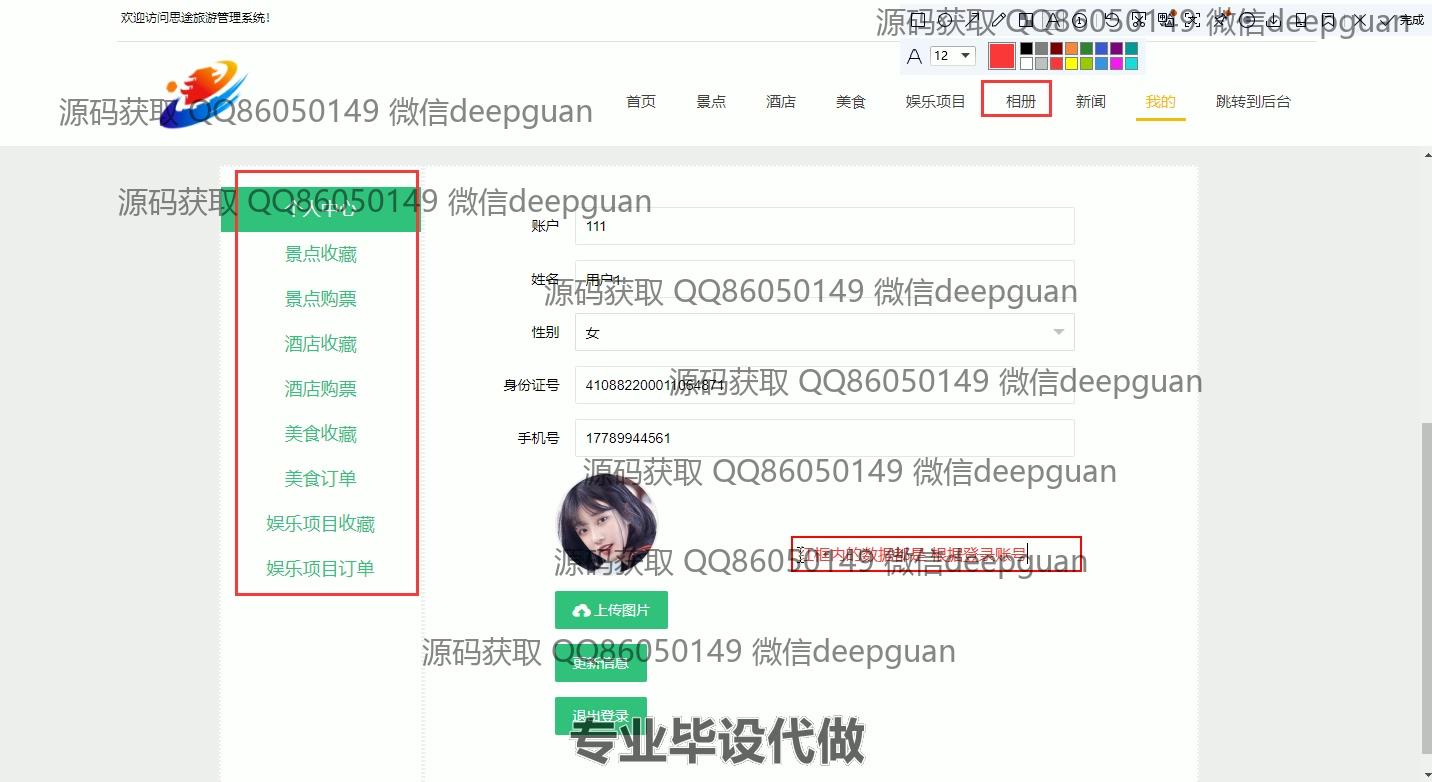 欢迎访问思途旅游管理系统!
源码获取 QQ86050149 微信deepguan
完成
A 12
源码获取 QQ86050149 微信deepguan
首页 景点 酒店 美食 娱乐项目 相册 新闻 我的 跳转到后台
源码获取 QQ86050149 微信deepguan
个人中心
账户 111
景点收藏
姓名 用户1
源码获取 QQ86050149 微信deepguan
景点购票
性别 女
酒店收藏
身份证号 410882200011064871
源码获取 QQ86050149 微信deepguan
酒店购票
手机号 17789944561
美食收藏
源码获取 QQ86050149 微信deepguan
美食订单
娱乐项目收藏
红框内的数据都是 根据登录账号
源码获取 QQ86050149 微信deepguan
娱乐项目订单
上传图片
源码获取 QQ86050149 微信deepguan
更新信息
退出登录
专业毕设代做